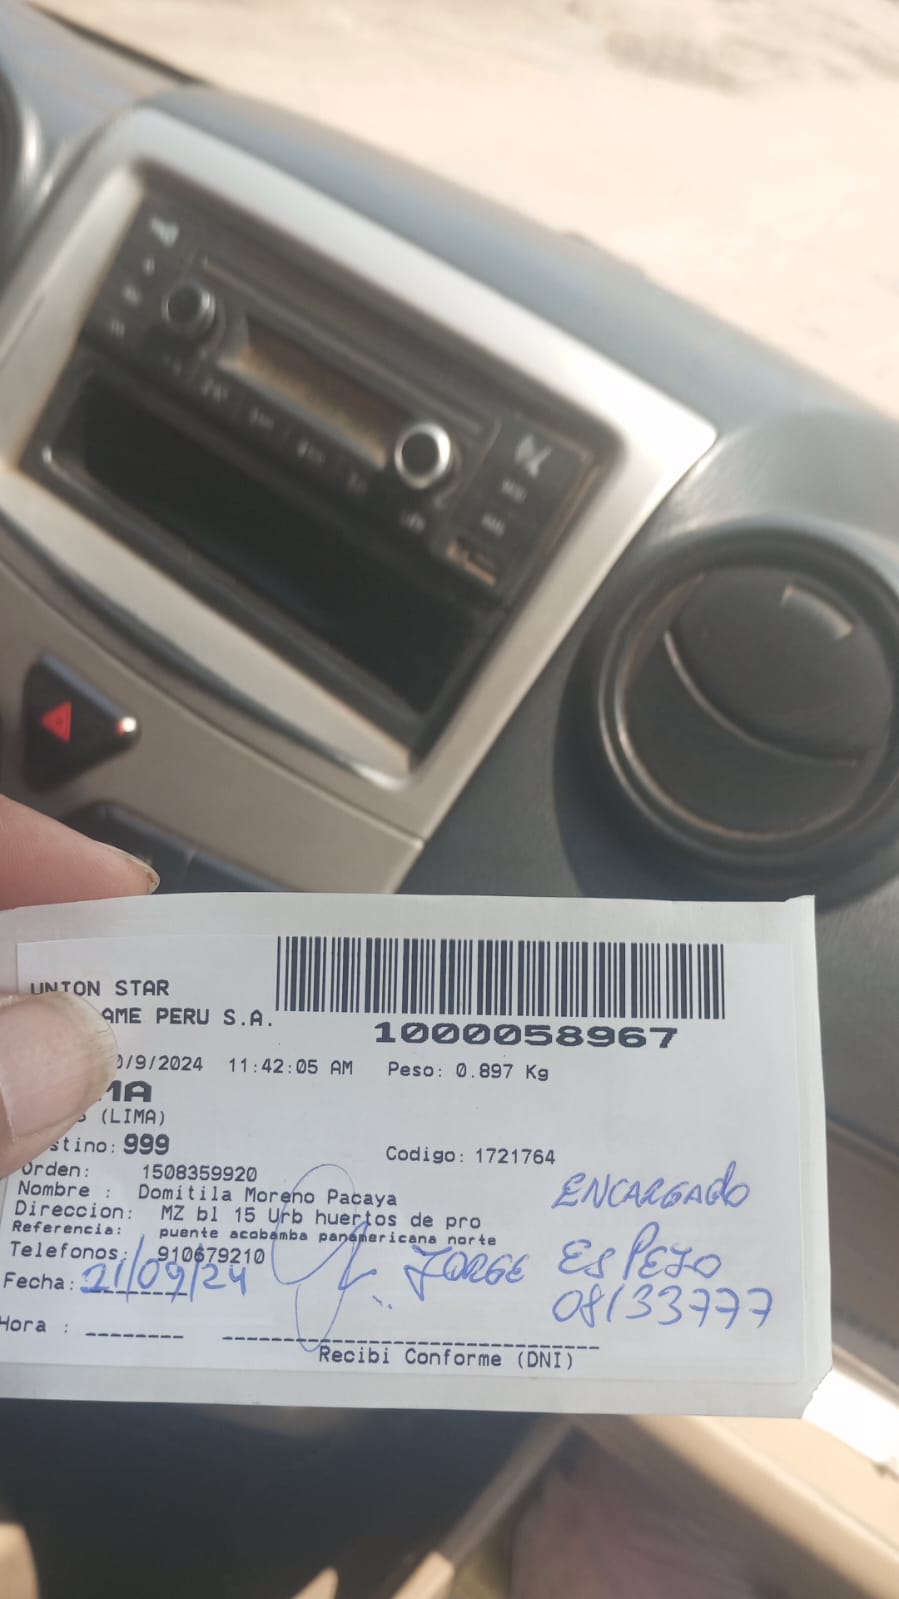 UNION STAR
AME PERU S.A.
1000058967
0/9/2024 11:42:05 AM Peso: 0.897 Kg
MA
(LIMA)
stino: 999
Codigo: 1721764
Orden: 1508359920
Nombre : Domitila Moreno Pacaya
Direccion: MZ bl 15 Urb huertos de pro
Referencia: puente acobamba panamericana norte
Telefonos: 910679210
ENCARGADO
Fecha: 21/09/24
JORGE ESPEJO
08133777
Hora :
Recibi Conforme (DNI)